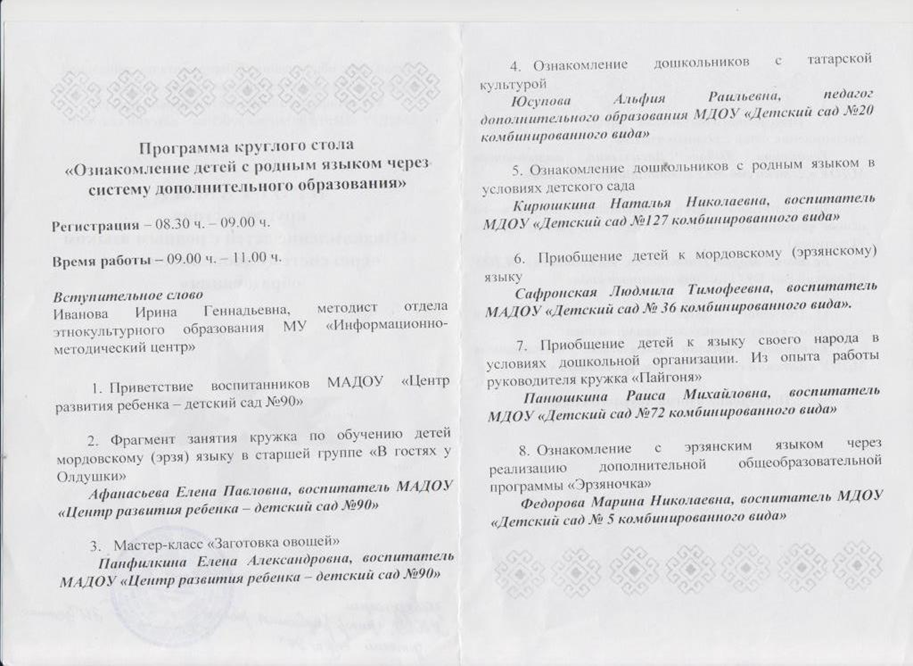 Программа круглого стола
«Ознакомление детей с родным языком через
систему дополнительного образования»
Регистрация – 08.30 ч. – 09.00 ч.
Время работы – 09.00 ч. – 11.00 ч.
Вступительное слово
Иванова Ирина Геннадьевна, методист отдела
этнокультурного образования МУ «Информационно-
методический центр»
1. Приветствие воспитанников МАДОУ «Центр
развития ребенка – детский сад №90»
2. Фрагмент занятия кружка по обучению детей
мордовскому (эрзя) языку в старшей группе «В гостях у
Олдушки»
Афанасьева Елена Павловна, воспитатель МАДОУ
«Центр развития ребенка – детский сад №90»
3. Мастер-класс «Заготовка овощей»
Панфилкина Елена Александровна, воспитатель
МАДОУ «Центр развития ребенка – детский сад №90»
4. Ознакомление дошкольников с татарской
культурой
Юсупова Альфия Раильевна, педагог
дополнительного образования МДОУ «Детский сад №20
комбинированного вида»
5. Ознакомление дошкольников с родным языком в
условиях детского сада
Кирюшкина Наталья Николаевна, воспитатель
МДОУ «Детский сад №127 комбинированного вида»
6. Приобщение детей к мордовскому (эрзянскому)
языку
Сафронская Людмила Тимофеевна, воспитатель
МАДОУ «Детский сад № 36 комбинированного вида».
7. Приобщение детей к языку своего народа в
условиях дошкольной организации. Из опыта работы
руководителя кружка «Пайгоня»
Панюшкина Раиса Михайловна, воспитатель
МДОУ «Детский сад №72 комбинированного вида»
8. Ознакомление с эрзянским языком через
реализацию дополнительной общеобразовательной
программы «Эрзяночка»
Федорова Марина Николаевна, воспитатель МДОУ
«Детский сад № 5 комбинированного вида»